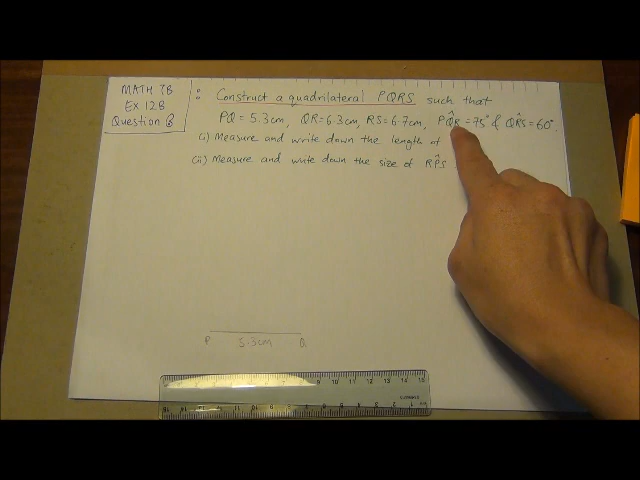 MATH 7B
EX 12B
Question 8
: Construct a quadrilateral PQRS such that
PQ = 5.3cm, QR = 6.3cm, RS = 6.7cm, PQ̂R = 75° & QR̂S = 60°.
(i) Measure and write down the length of
(ii) Measure and write down the size of RP̂S
P 5.3cm Q